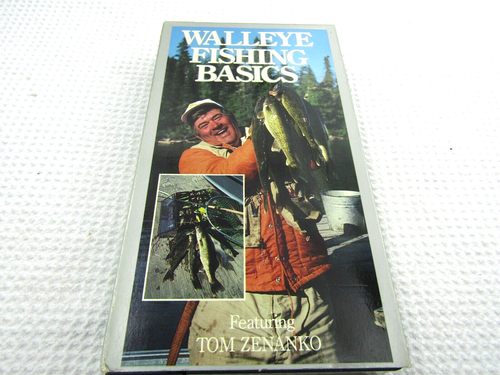 WALLEYE
FISHING
BASICS
Featuring
TOM ZENANKO